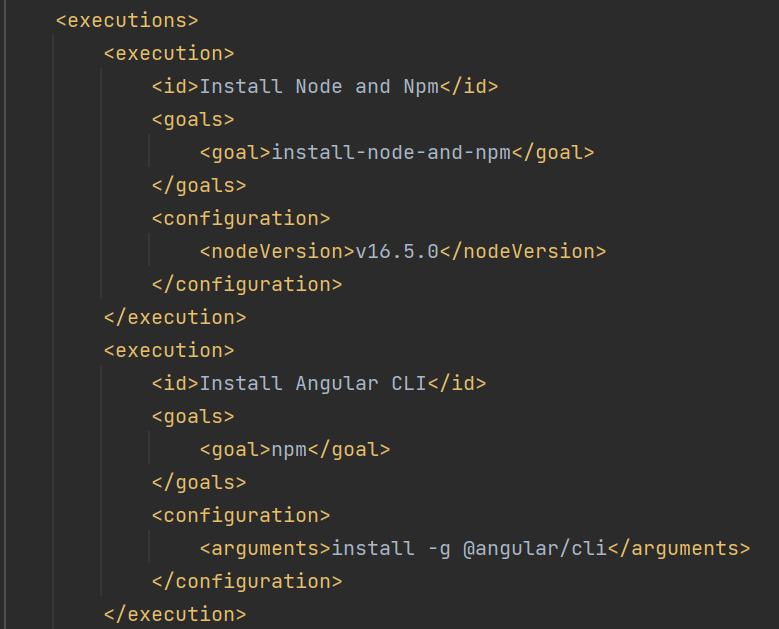 <executions>
<execution>
<id>Install Node and Npm</id>
<goals>
<goal>install-node-and-npm</goal>
</goals>
<configuration>
<nodeVersion>v16.5.0</nodeVersion>
</configuration>
</execution>
<execution>
<id>Install Angular CLI</id>
<goals>
<goal>npm</goal>
</goals>
<configuration>
<arguments>install -g @angular/cli</arguments>
</configuration>
</execution>